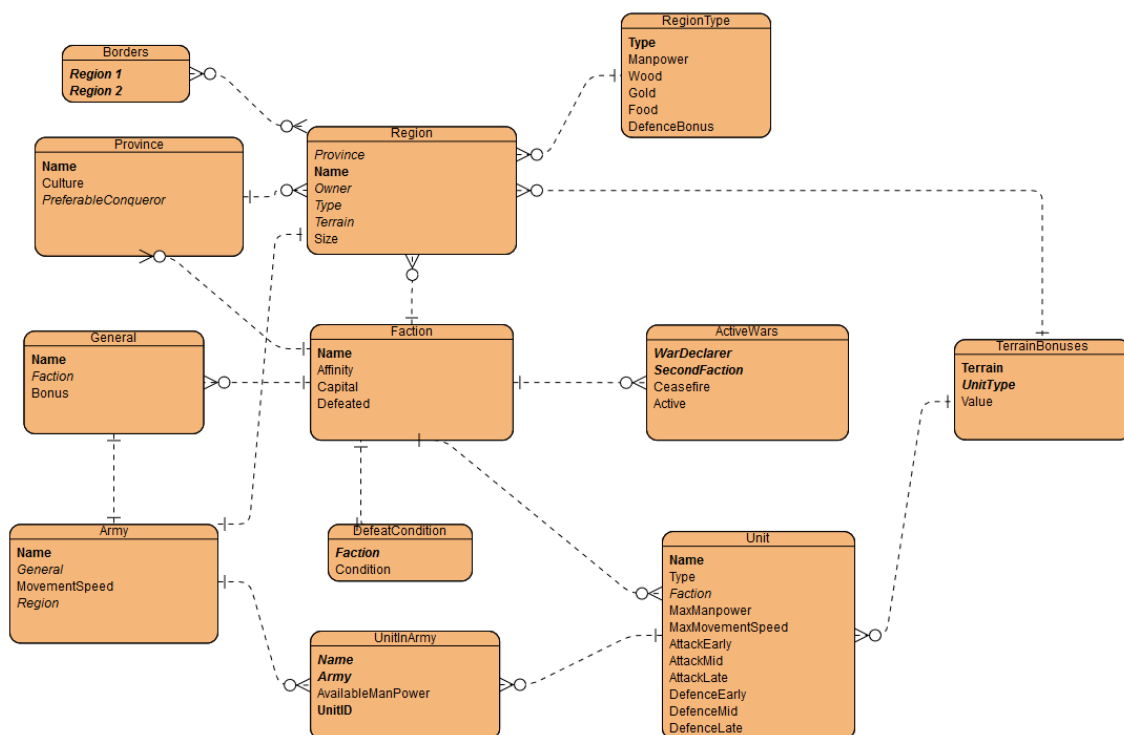 RegionType
Type
Manpower
Wood
Gold
Food
DefenceBonus
Borders
Region 1
Region 2
Region
Province
Name
Owner
Type
Terrain
Size
Province
Name
Culture
PreferableConqueror
General
Name
Faction
Bonus
Faction
Name
Affinity
Capital
Defeated
ActiveWars
WarDeclarer
SecondFaction
Ceasefire
Active
TerrainBonuses
Terrain
UnitType
Value
Army
Name
General
MovementSpeed
Region
DefeatCondition
Faction
Condition
Unit
Name
Type
Faction
MaxManpower
MaxMovementSpeed
AttackEarly
AttackMid
AttackLate
DefenceEarly
DefenceMid
DefenceLate
UnitInArmy
Name
Army
AvailableManPower
UnitID